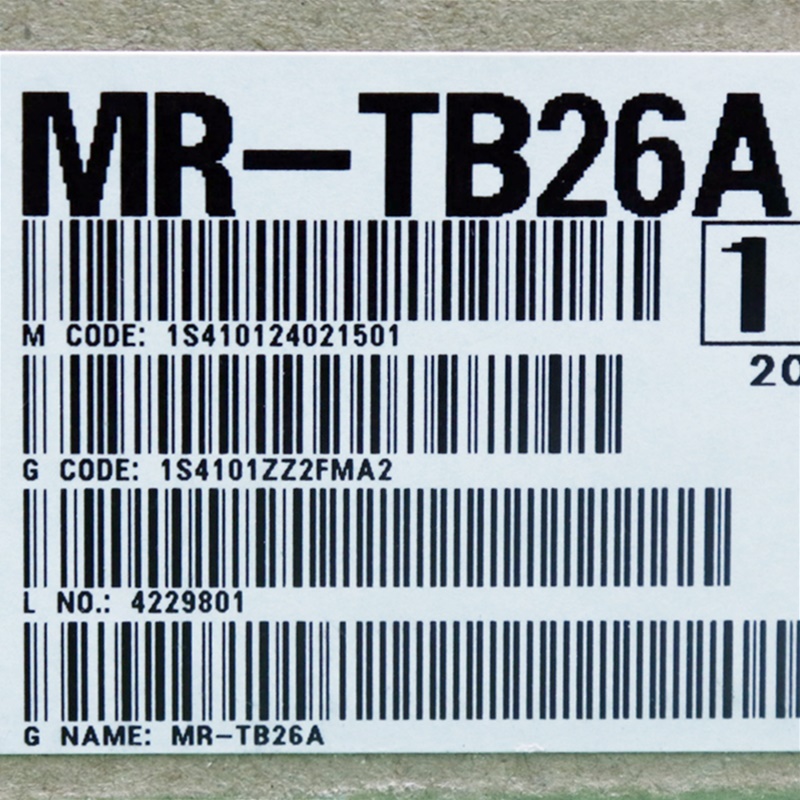 MR-TB26A
1
M CODE: 1S410124021501
20
G CODE: 1S4101ZZ2FMA2
L NO.: 4229801
G NAME: MR-TB26A